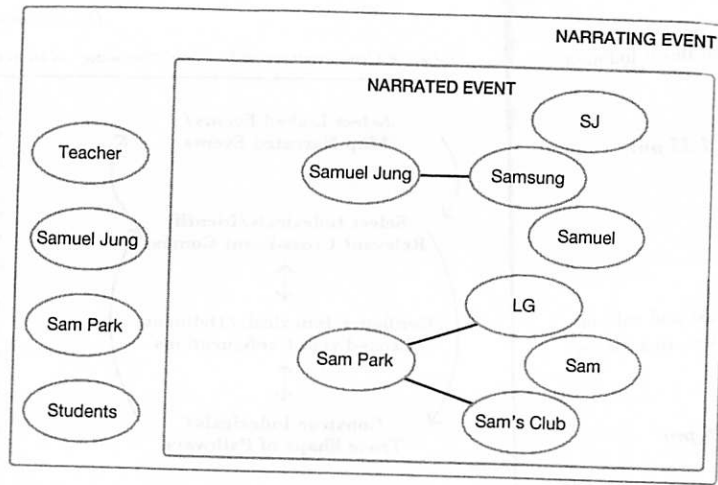 NARRATING EVENT
NARRATED EVENT
Teacher
Samuel Jung
Sam Park
Students
Samuel Jung
Sam Park
SJ
Samsung
Samuel
LG
Sam
Sam's Club